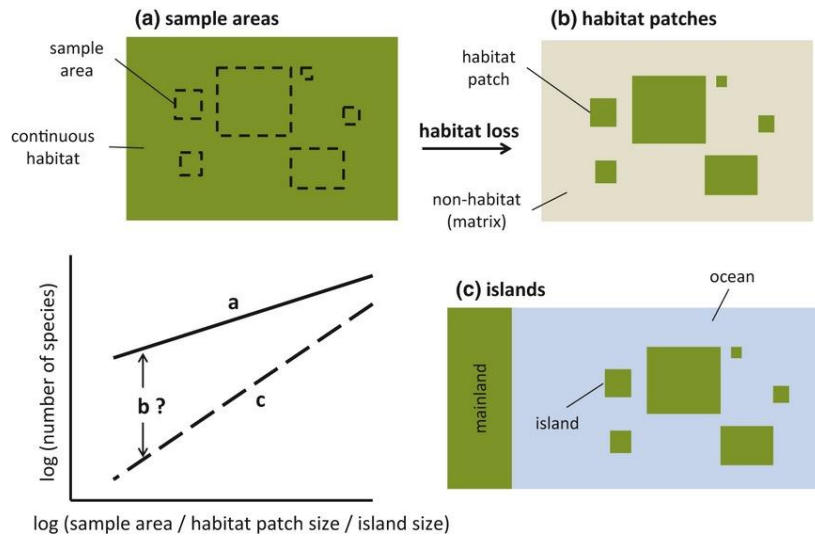 (a) sample areas
sample
area
continuous
habitat
habitat loss
(b) habitat patches
habitat
patch
non-habitat
(matrix)
log (number of species)
a
b ?
c
log (sample area / habitat patch size / island size)
(c) islands
ocean
mainland
island